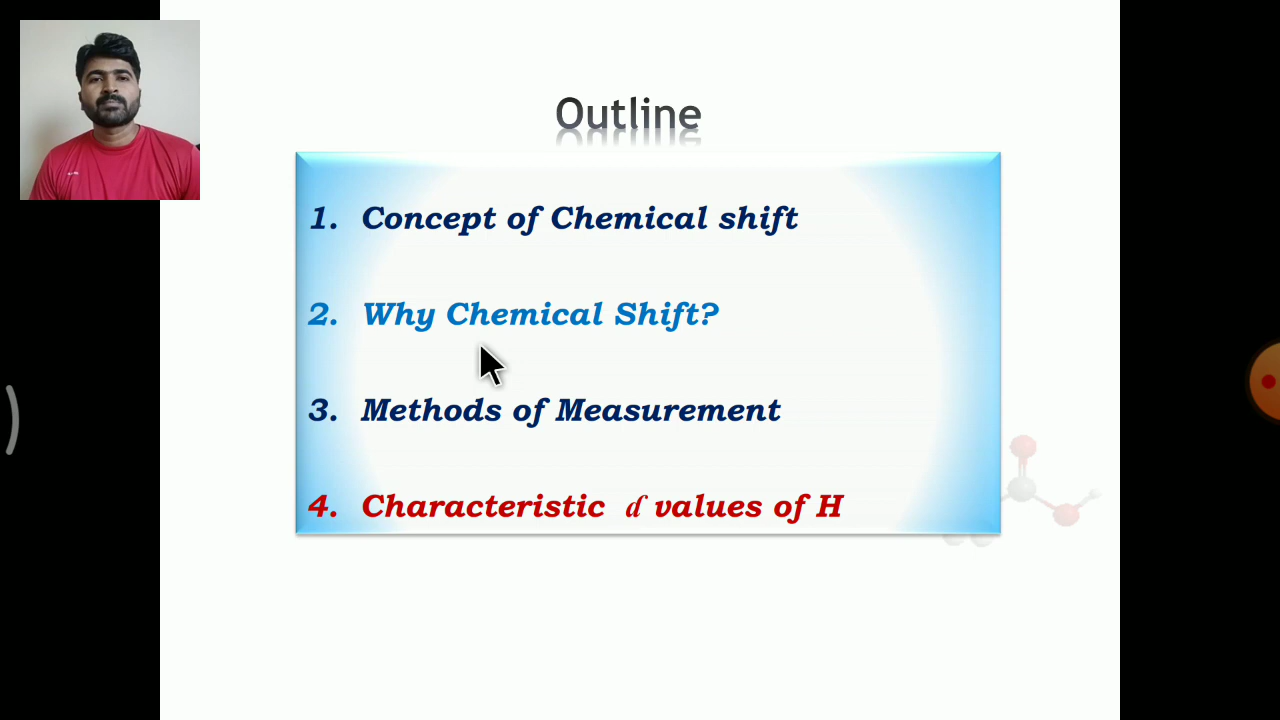 Outline
1. Concept of Chemical shift
2. Why Chemical Shift?
3. Methods of Measurement
4. Characteristic d values of H